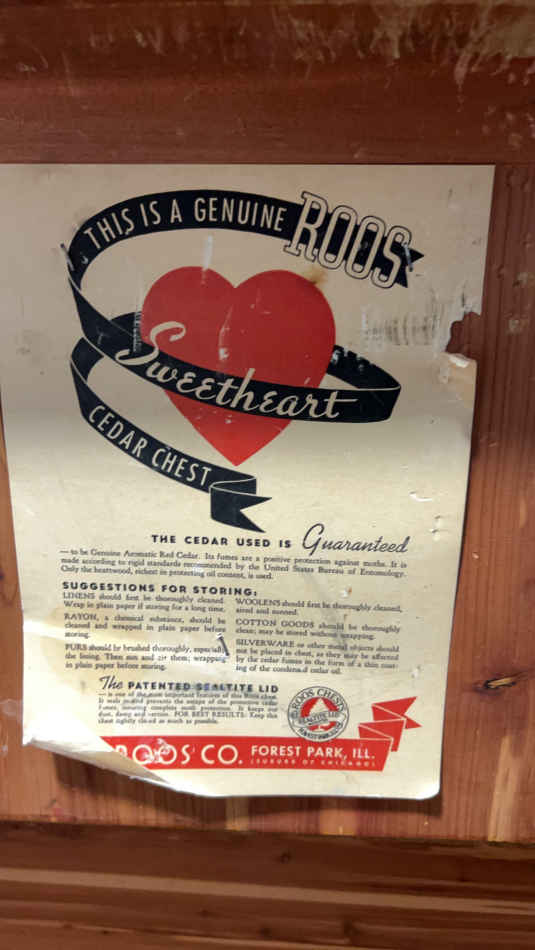 THIS IS A GENUINE ROOS
Sweetheart
CEDAR CHEST
THE CEDAR USED IS Guaranteed
— to be Genuine Aromatic Red Cedar. Its fumes are a positive protection against moths. It is
made according to rigid standards recommended by the United States Bureau of Entomology.
Only the heartwood, richest in protecting oil content, is used.
SUGGESTIONS FOR STORING:
LINENS should first be thoroughly cleaned.
Wrap in plain paper if storing for a long time.
RAYON, a chemical substance, should be
cleaned and wrapped in plain paper before
storing.
FURS should be brushed thoroughly, especially
the lining. Then sun and air them; wrapping
in plain paper before storing.
WOOLENS should first be thoroughly cleaned,
aired and sunned.
COTTON GOODS should be thoroughly
clean; may be stored without wrapping.
SILVERWARE or other metal objects should
not be placed in chest, as they may be affected
by the cedar fumes in the form of a thin coat-
ing of the condensed cedar oil.
The PATENTED SEALTITE LID
— is one of the most important features of this Roos chest.
It seals in and prevents the escape of the protective cedar
fumes, insuring complete moth protection. It keeps out
dust, damp and vermin. FOR BEST RESULTS: Keep this
chest tightly closed as much as possible.
ROOS CHEST
SEALTITE LID
FOREST PARK, ILL.
ROOS CO. FOREST PARK, ILL.
(SUBURB OF CHICAGO)